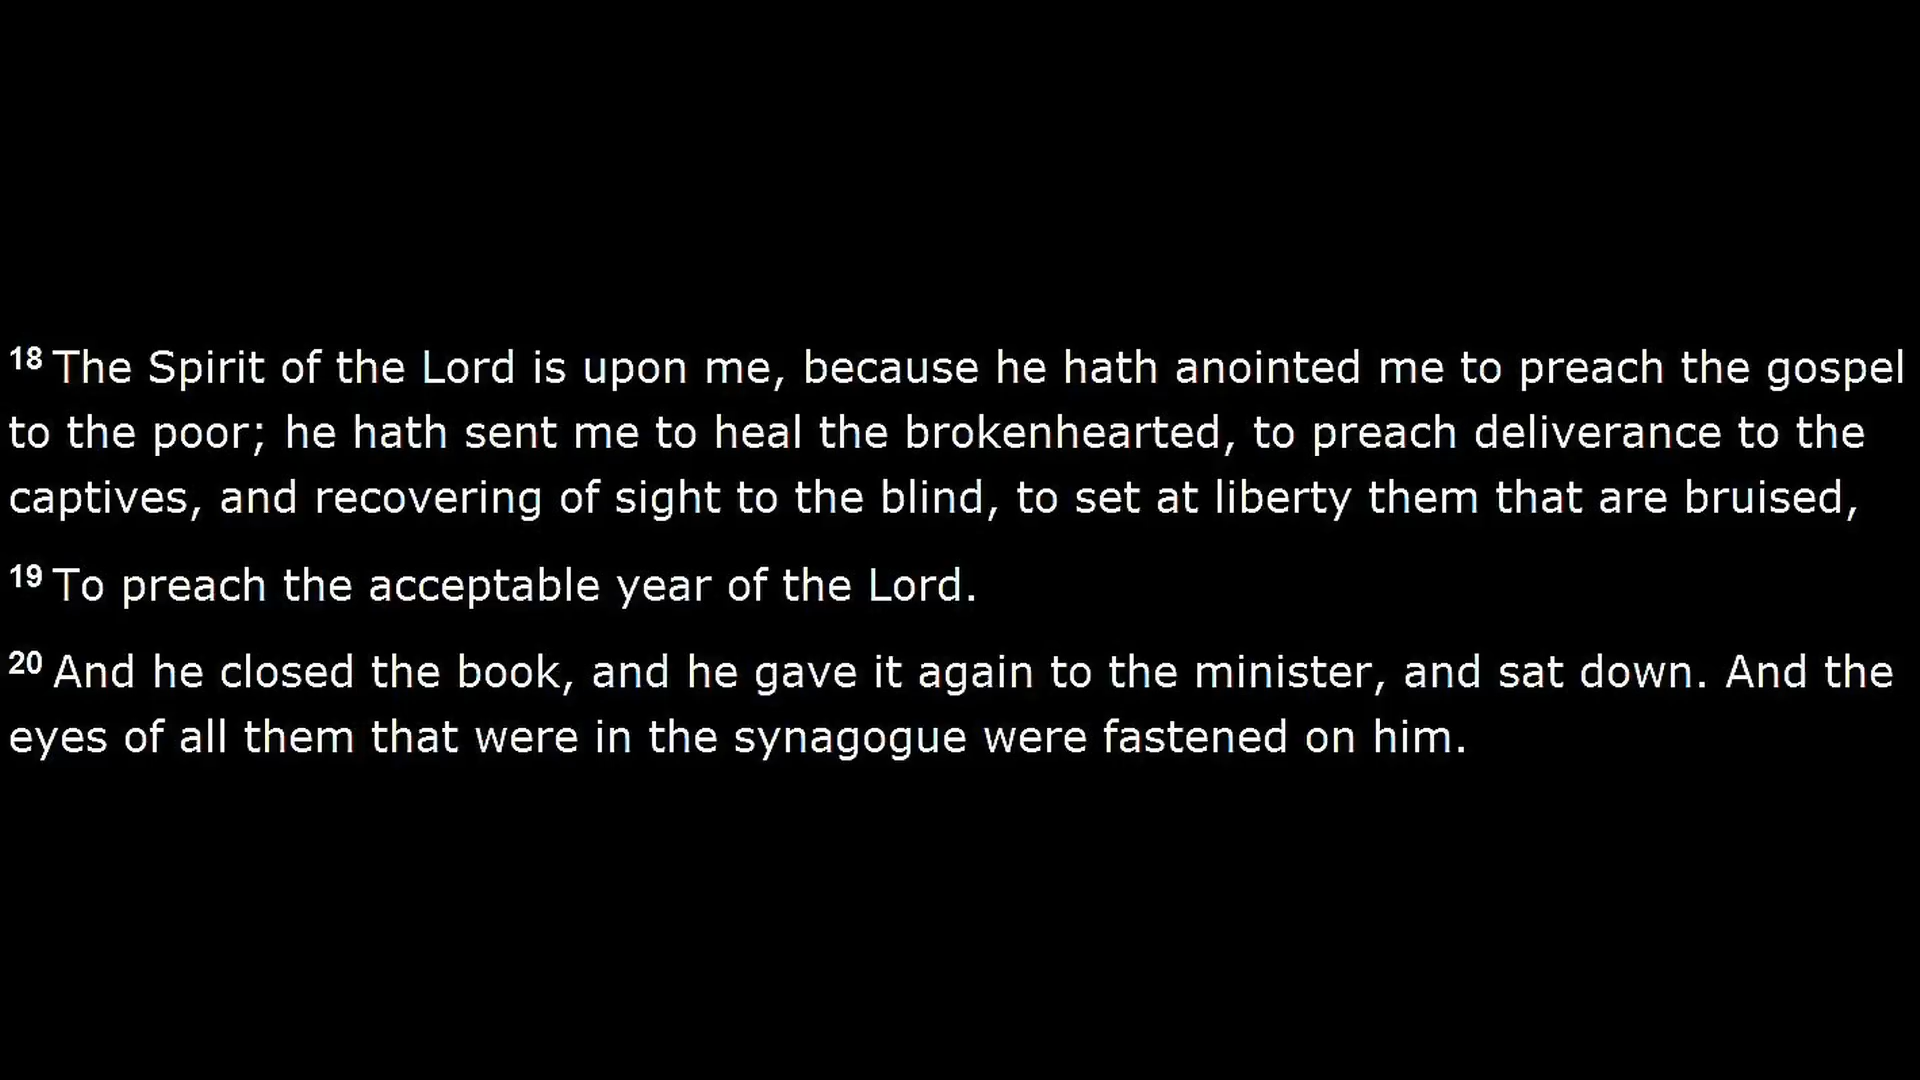 18 The Spirit of the Lord is upon me, because he hath anointed me to preach the gospel
to the poor; he hath sent me to heal the brokenhearted, to preach deliverance to the
captives, and recovering of sight to the blind, to set at liberty them that are bruised,
19 To preach the acceptable year of the Lord.
20 And he closed the book, and he gave it again to the minister, and sat down. And the
eyes of all them that were in the synagogue were fastened on him.